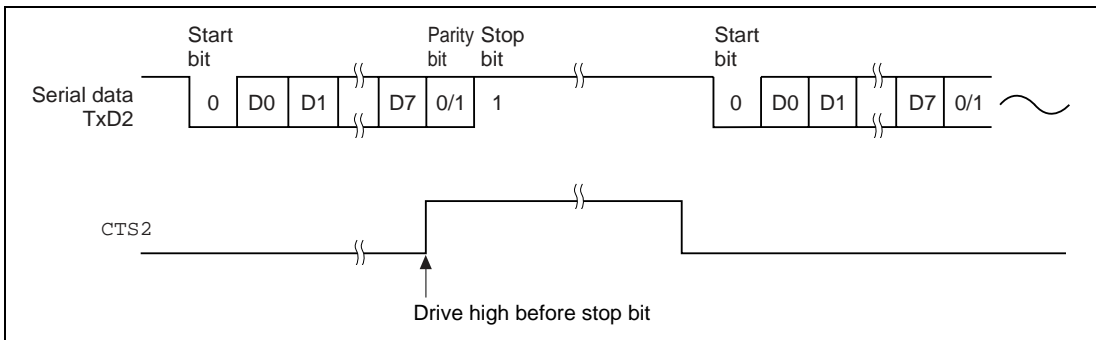 Start bit
Parity bit
Stop bit
Start bit
Serial data TxD2
0 D0 D1 D7 0/1 1 0 D0 D1 D7 0/1
CTS2
Drive high before stop bit